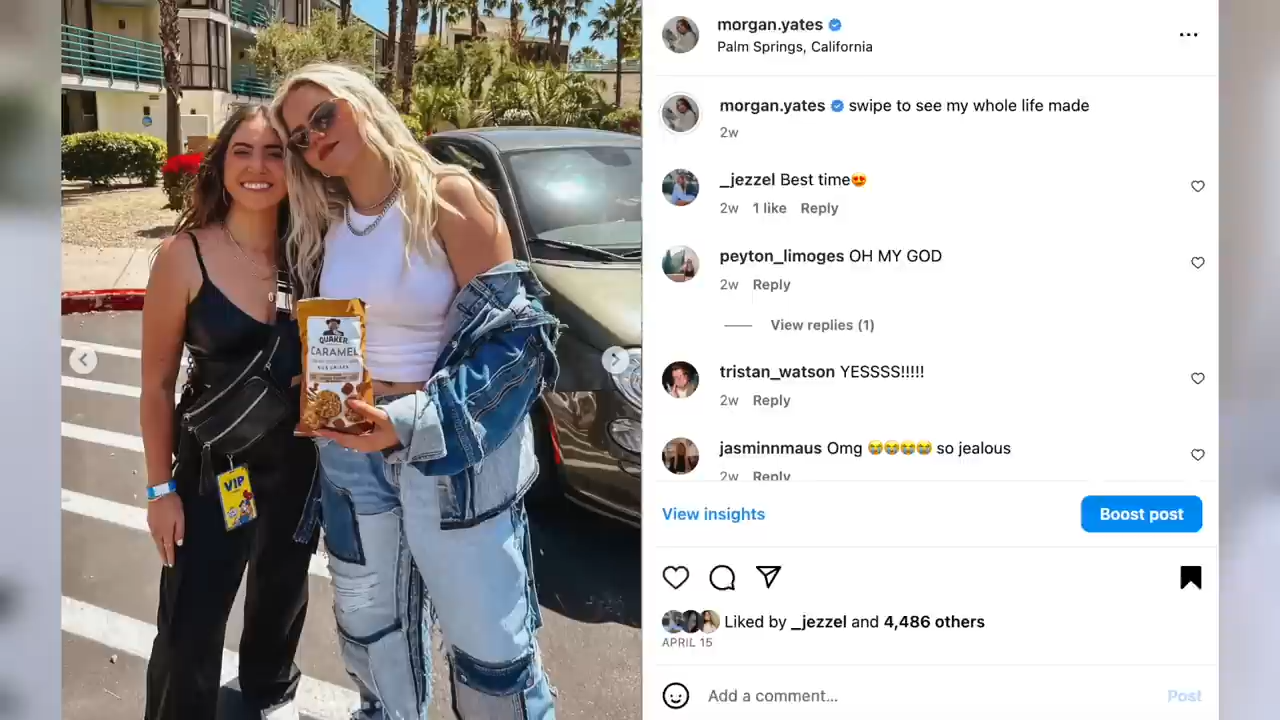 morgan.yates
Palm Springs, California
morgan.yates swipe to see my whole life made
2w
_jezzel Best time😍
2w 1 like Reply
peyton_limoges OH MY GOD
2w Reply
View replies (1)
tristan_watson YESSSS!!!!!
2w Reply
jasminnmaus Omg 😭😭😭😭 so jealous
2w Reply
View insights
Boost post
Liked by _jezzel and 4,486 others
APRIL 15
Add a comment...
Post
QUAKER
CARAMEL
RICE CRISPS
VIP